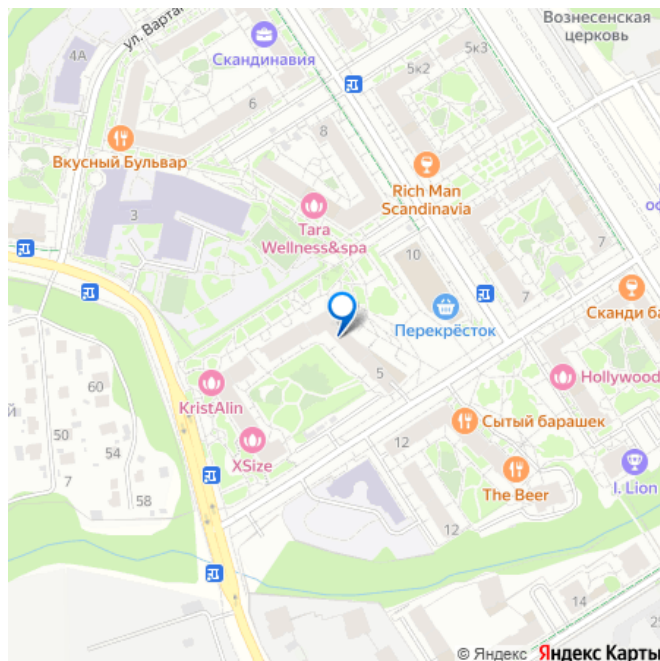 Вознесенская
церковь
ул. Варта
4А
Скандинавия
5к2
5к3
6
8
Вкусный Бульвар
Rich Man
Scandinavia
Tara
Wellness&spa
3
10
7
7
Сканди ба
Перекрёсток
5
Hollywood
KristAlin
60
Сытый барашек
50
XSize
12
54
7
58
The Beer
I. Lion
12
14
© Яндекс Яндекс Карты